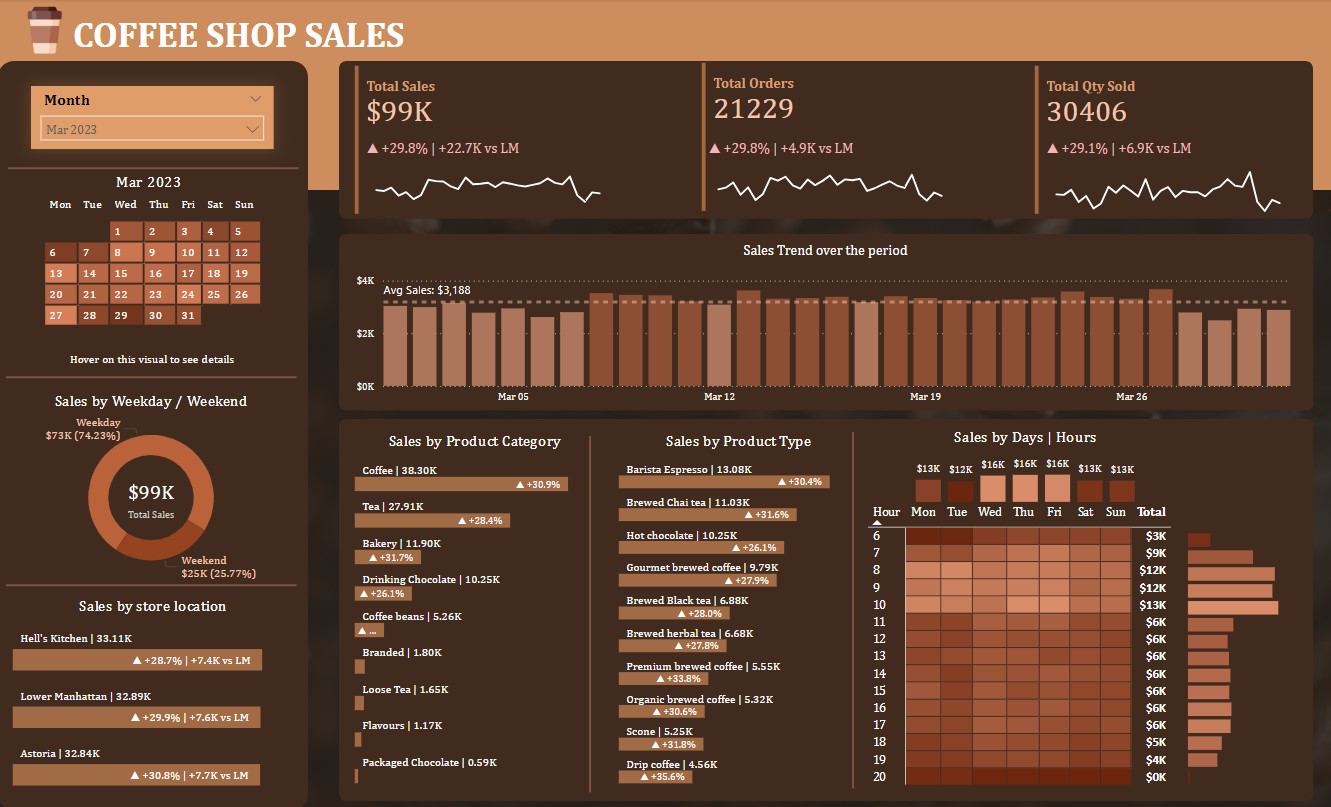 COFFEE SHOP SALES
Month
Mar 2023
Mar 2023
Mon Tue Wed Thu Fri Sat Sun
1 2 3 4 5
6 7 8 9 10 11 12
13 14 15 16 17 18 19
20 21 22 23 24 25 26
27 28 29 30 31
Hover on this visual to see details
Sales by Weekday / Weekend
Weekday
$73K (74.23%)
$99K
Total Sales
Weekend
$25K (25.77%)
Sales by store location
Hell's Kitchen | 33.11K
▲ +28.7% | +7.4K vs LM
Lower Manhattan | 32.89K
▲ +29.9% | +7.6K vs LM
Astoria | 32.84K
▲ +30.8% | +7.7K vs LM
Total Sales
$99K
▲ +29.8% | +22.7K vs LM
Total Orders
21229
▲ +29.8% | +4.9K vs LM
Total Qty Sold
30406
▲ +29.1% | +6.9K vs LM
Sales Trend over the period
$4K
Avg Sales: $3,188
$2K
$0K
Mar 05 Mar 12 Mar 19 Mar 26
Sales by Product Category
Coffee | 38.30K
▲ +30.9%
Tea | 27.91K
▲ +28.4%
Bakery | 11.90K
▲ +31.7%
Drinking Chocolate | 10.25K
▲ +26.1%
Coffee beans | 5.26K
▲ ...
Branded | 1.80K
Loose Tea | 1.65K
Flavours | 1.17K
Packaged Chocolate | 0.59K
Sales by Product Type
Barista Espresso | 13.08K
▲ +30.4%
Brewed Chai tea | 11.03K
▲ +31.6%
Hot chocolate | 10.25K
▲ +26.1%
Gourmet brewed coffee | 9.79K
▲ +27.9%
Brewed Black tea | 6.88K
▲ +28.0%
Brewed herbal tea | 6.68K
▲ +27.8%
Premium brewed coffee | 5.55K
▲ +33.8%
Organic brewed coffee | 5.32K
▲ +30.6%
Scone | 5.25K
▲ +31.8%
Drip coffee | 4.56K
▲ +35.6%
Sales by Days | Hours
$13K $12K $16K $16K $16K $13K $13K
Hour Mon Tue Wed Thu Fri Sat Sun Total
6 $3K
7 $9K
8 $12K
9 $12K
10 $13K
11 $6K
12 $6K
13 $6K
14 $6K
15 $6K
16 $6K
17 $6K
18 $5K
19 $4K
20 $0K